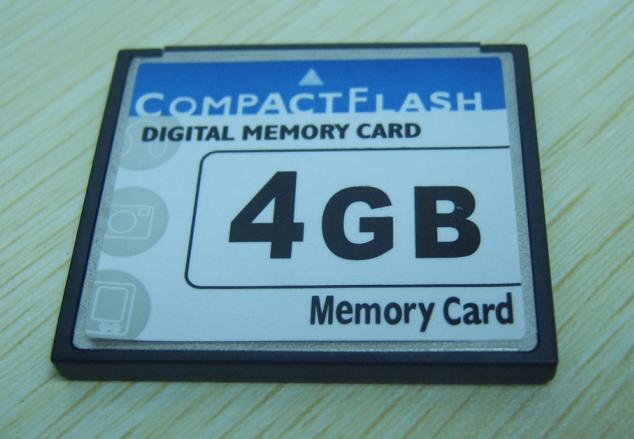 COMPACTFLASH
DIGITAL MEMORY CARD
4GB
Memory Card